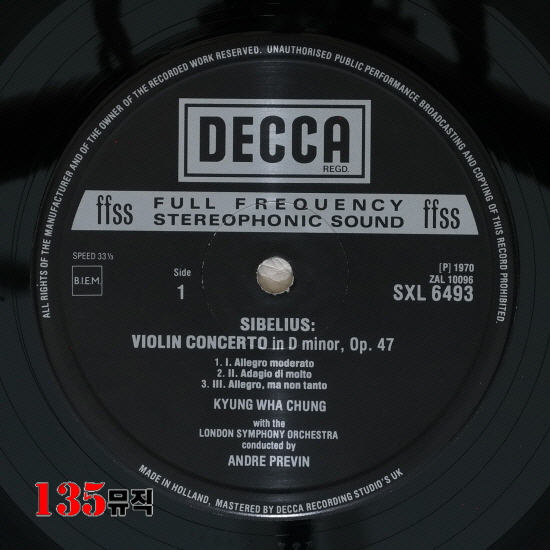 ALL RIGHTS OF THE MANUFACTURER AND OF THE OWNER OF THE RECORDED WORK RESERVED. UNAUTHORISED PUBLIC PERFORMANCE BROADCASTING AND COPYING OF THIS RECORD PROHIBITED.
DECCA
REGD.
ffss FULL FREQUENCY STEREOPHONIC SOUND ffss
SPEED 33⅓
B.I.E.M.
Side
1
[P] 1970
ZAL 10096
SXL 6493
SIBELIUS:
VIOLIN CONCERTO in D minor, Op. 47
1. I. Allegro moderato
2. II. Adagio di molto
3. III. Allegro, ma non tanto
KYUNG WHA CHUNG
with the
LONDON SYMPHONY ORCHESTRA
conducted by
ANDRE PREVIN
MADE IN HOLLAND, MASTERED BY DECCA RECORDING STUDIO'S UK
135뮤직